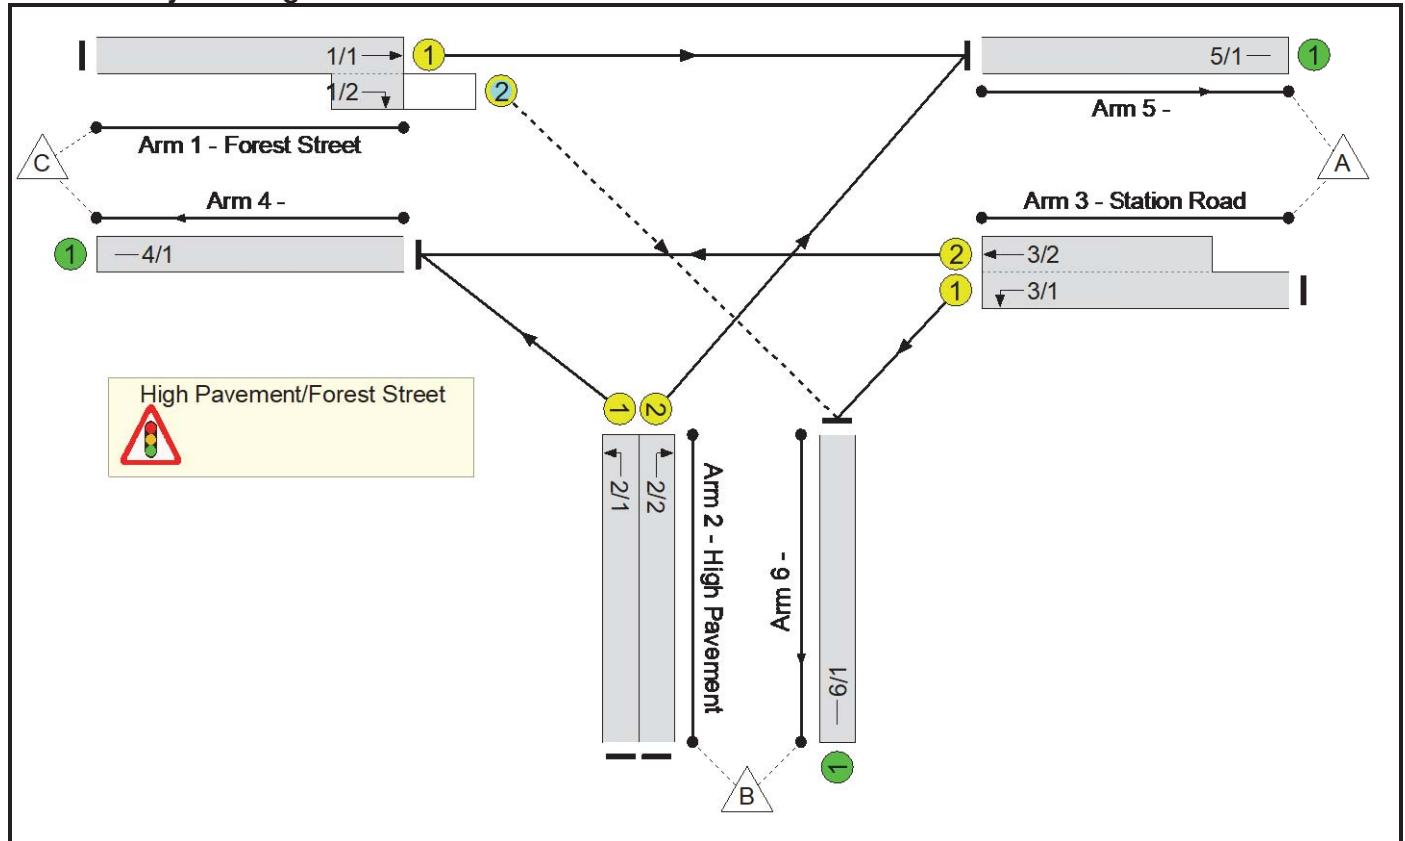 1/1
1
1/2
2
Arm 1 - Forest Street
C
Arm 4 -
1
4/1
5/1
1
Arm 5 -
A
Arm 3 - Station Road
2
3/2
1
3/1
High Pavement/Forest Street
1
2
2/1
2/2
Arm 2 - High Pavement
Arm 6 -
6/1
1
B